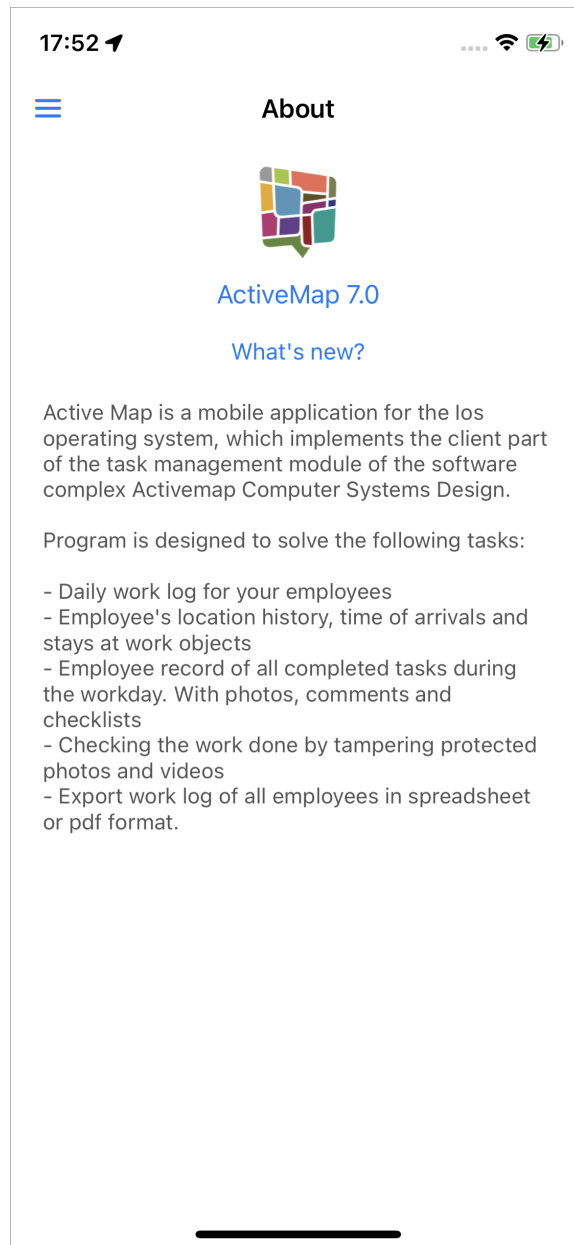 17:52
About
ActiveMap 7.0
What's new?
Active Map is a mobile application for the Ios
operating system, which implements the client part
of the task management module of the software
complex Activemap Computer Systems Design.
Program is designed to solve the following tasks:
- Daily work log for your employees
- Employee's location history, time of arrivals and
stays at work objects
- Employee record of all completed tasks during
the workday. With photos, comments and
checklists
- Checking the work done by tampering protected
photos and videos
- Export work log of all employees in spreadsheet
or pdf format.